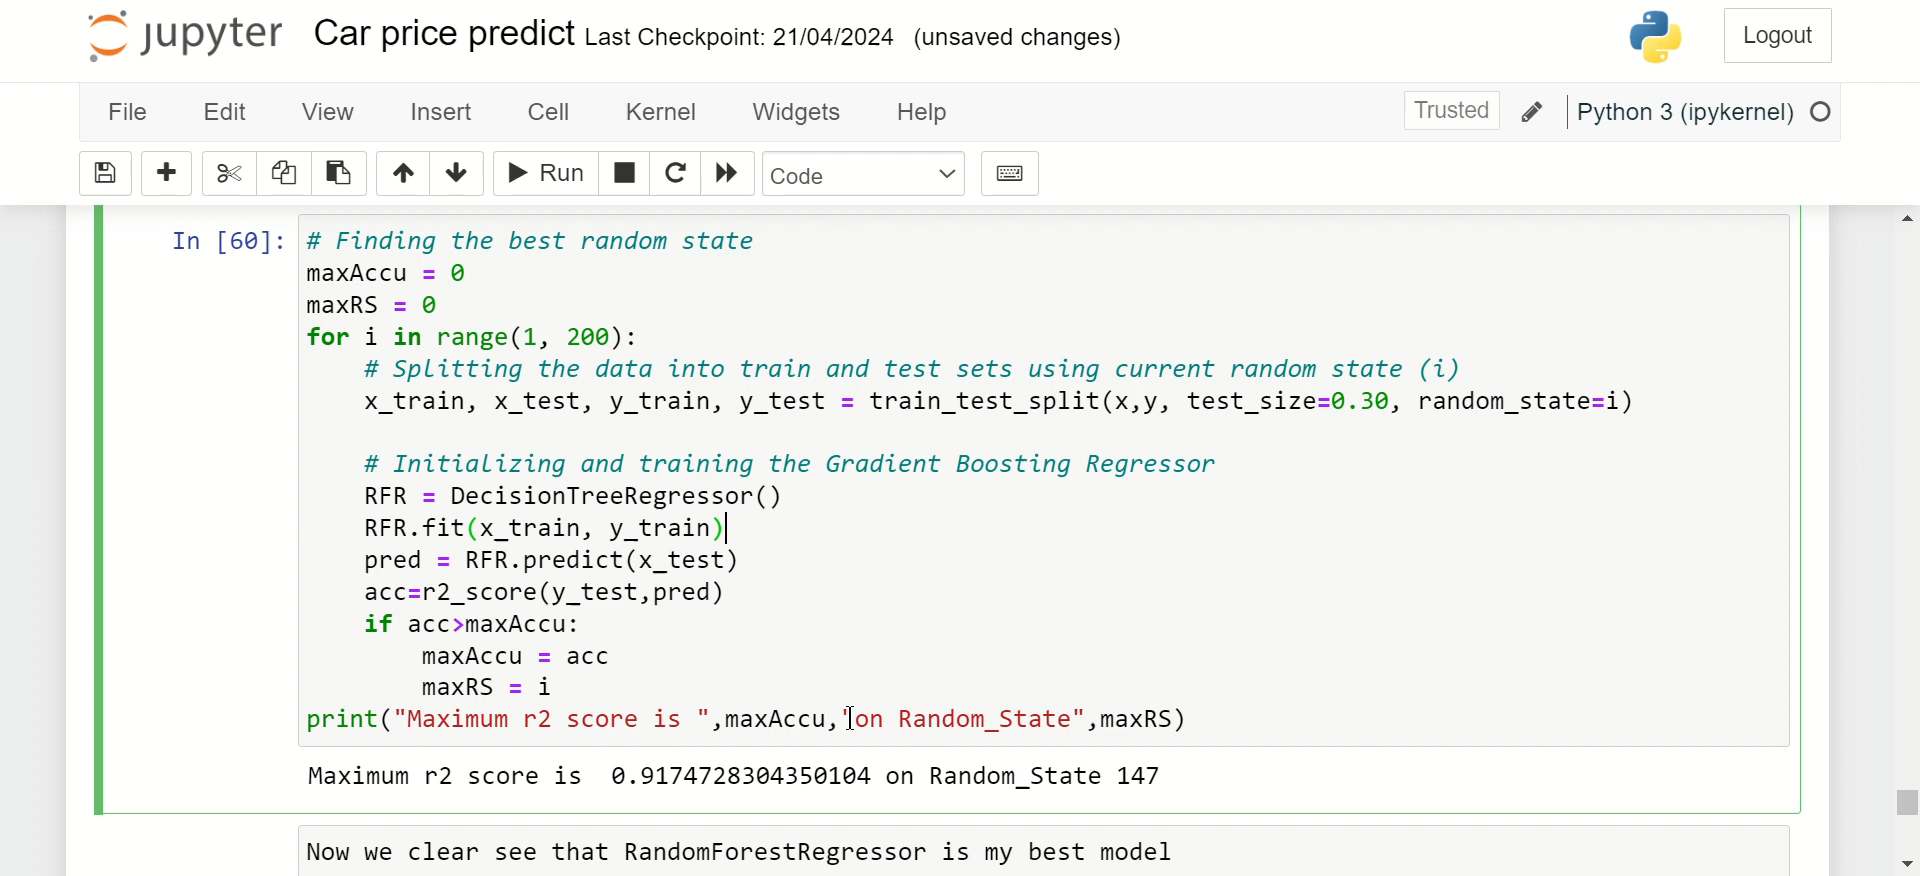 jupyter Car price predict Last Checkpoint: 21/04/2024 (unsaved changes) Logout
File Edit View Insert Cell Kernel Widgets Help Trusted Python 3 (ipykernel)
Run Code
In [60]: # Finding the best random state
maxAccu = 0
maxRS = 0
for i in range(1, 200):
# Splitting the data into train and test sets using current random state (i)
x_train, x_test, y_train, y_test = train_test_split(x,y, test_size=0.30, random_state=i)
# Initializing and training the Gradient Boosting Regressor
RFR = DecisionTreeRegressor()
RFR.fit(x_train, y_train)
pred = RFR.predict(x_test)
acc=r2_score(y_test,pred)
if acc>maxAccu:
maxAccu = acc
maxRS = i
print("Maximum r2 score is ",maxAccu,"on Random_State",maxRS)
Maximum r2 score is  0.9174728304350104 on Random_State 147
Now we clear see that RandomForestRegressor is my best model